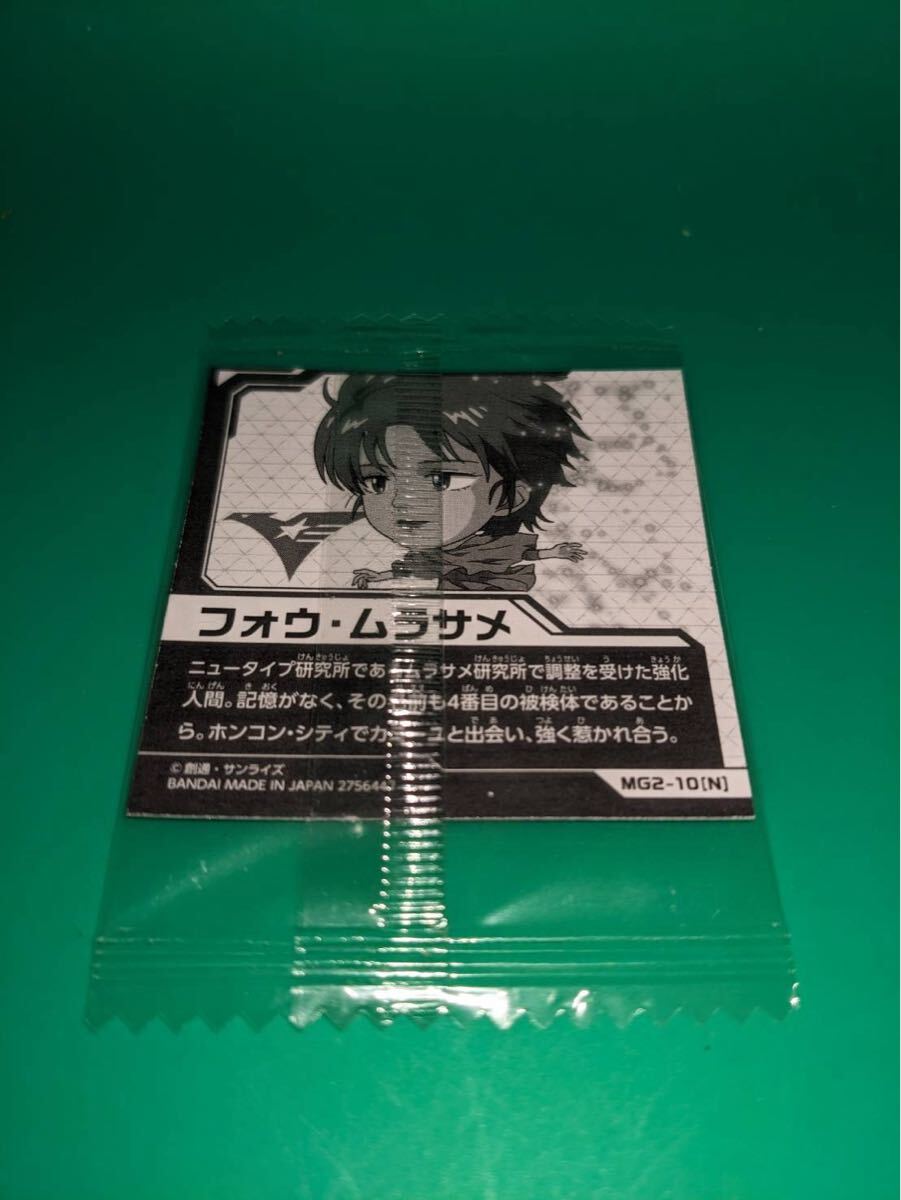 フォウ・ムラサメ
ニュータイプ研究所であ ムラサメ研究所で調整を受けた強化
人間。記憶がなく、その 前も4番目の被検体であることか
ら。ホンコン・シティでカ ユと出会い、強く惹かれ合う。
©創通・サンライズ
BANDAI MADE IN JAPAN
MG2-10[N]